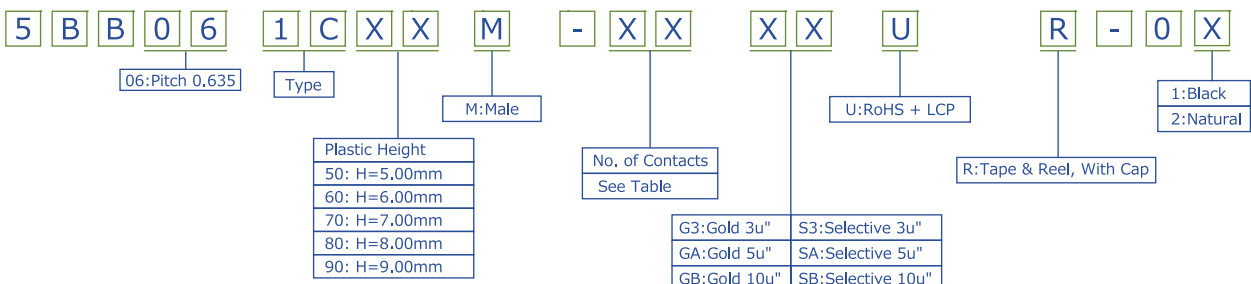 5 B B 0 6 1 C X X M - X X X X U R - 0 X
06:Pitch 0.635
Type
M:Male
U:RoHS + LCP
1:Black
2:Natural
Plastic Height
50: H=5.00mm
60: H=6.00mm
70: H=7.00mm
80: H=8.00mm
90: H=9.00mm
No. of Contacts
See Table
R:Tape & Reel, With Cap
G3:Gold 3u" S3:Selective 3u"
GA:Gold 5u" SA:Selective 5u"
GB:Gold 10u" SB:Selective 10u"